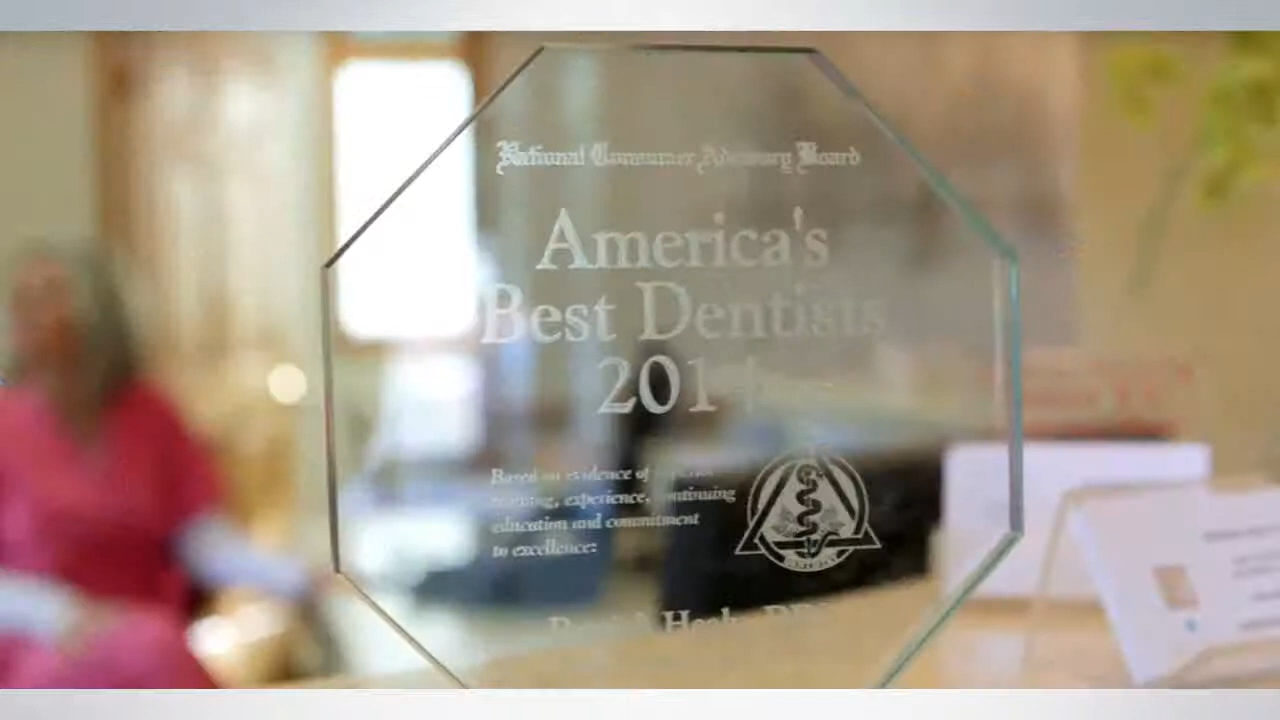 National Consumer Advisory Board
America's
Best Dentists
201
Based on evidence of
training, experience, continuing
education and commitment
to excellence: